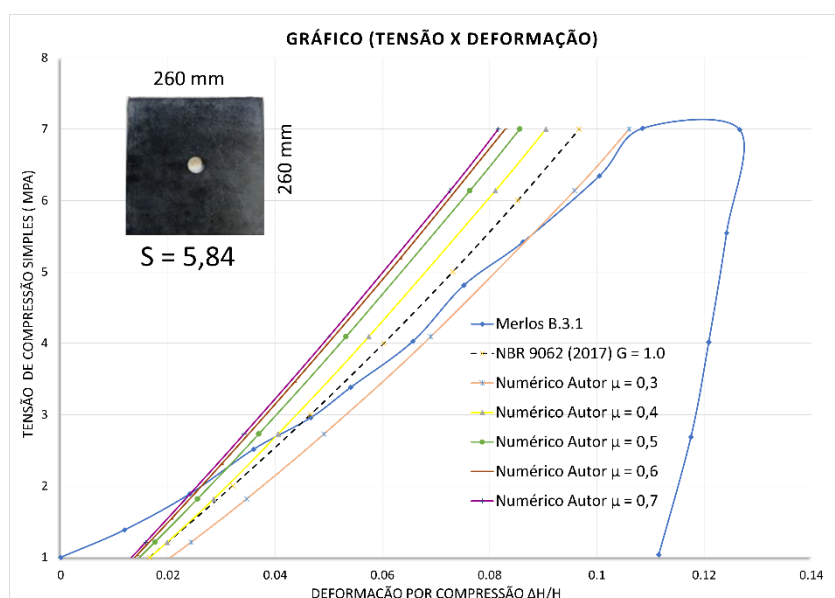 GRÁFICO (TENSÃO X DEFORMAÇÃO)
TENSÃO DE COMPRESSÃO SIMPLES (MPA)
8
7
6
5
4
3
2
1
260 mm
260 mm
S = 5,84
Merlos B.3.1
NBR 9062 (2017) G = 1.0
Numérico Autor μ = 0,3
Numérico Autor μ = 0,4
Numérico Autor μ = 0,5
Numérico Autor μ = 0,6
Numérico Autor μ = 0,7
0 0.02 0.04 0.06 0.08 0.1 0.12 0.14
DEFORMAÇÃO POR COMPRESSÃO ΔH/H